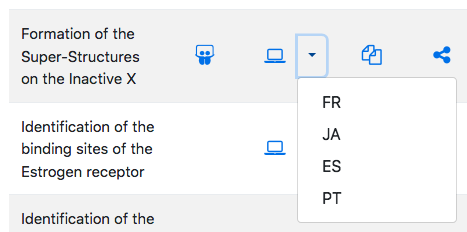 Formation of the
Super-Structures
on the Inactive X
FR
JA
ES
PT
Identification of the
binding sites of the
Estrogen receptor
Identification of the